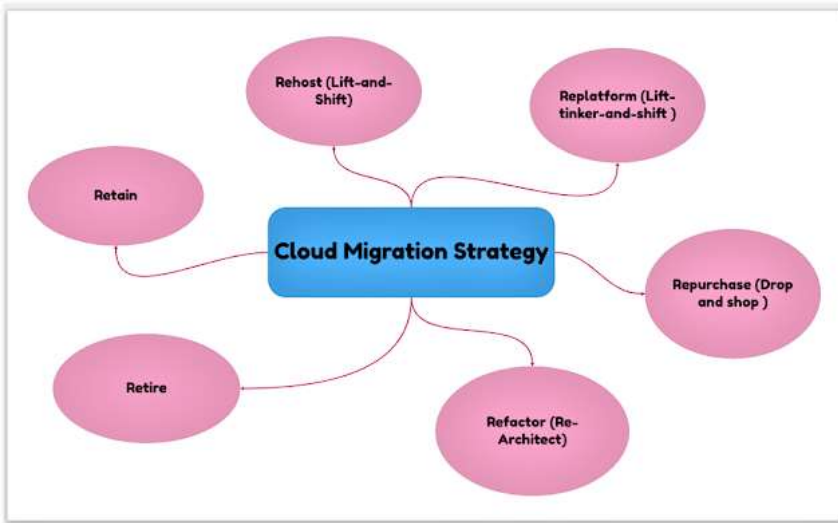 Rehost (Lift-and-
Shift)
Replatform (Lift-
tinker-and-shift )
Retain
Cloud Migration Strategy
Repurchase (Drop
and shop )
Retire
Refactor (Re-
Architect)